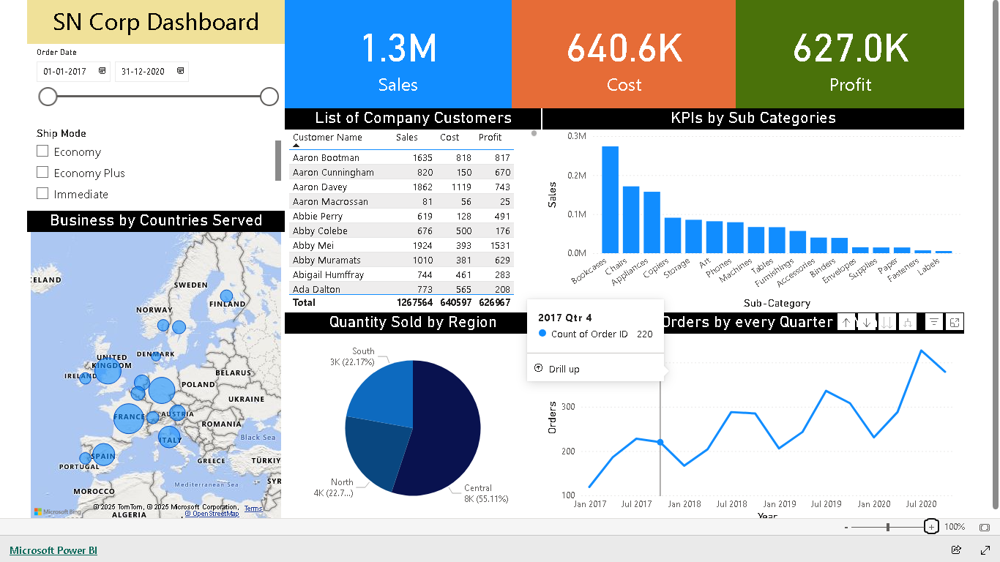 SN Corp Dashboard
Order Date
01-01-2017
31-12-2020
Ship Mode
Economy
Economy Plus
Immediate
1.3M
Sales
640.6K
Cost
627.0K
Profit
List of Company Customers
Customer Name Sales Cost Profit
Aaron Bootman 1635 818 817
Aaron Cunningham 820 150 670
Aaron Davey 1862 1119 743
Aaron Macrossan 81 56 25
Abbie Perry 619 128 491
Abby Colebe 676 500 176
Abby Mei 1924 393 1531
Abby Muramats 1010 381 629
Abigail Humffray 744 461 283
Ada Dalton 773 565 208
Total 1267564 640597 626967
KPIs by Sub Categories
0.3M
0.2M
0.1M
0.0M
Sales
Bookcases
Chairs
Appliances
Copiers
Storage
Art
Phones
Machines
Tables
Furnishings
Accessories
Binders
Envelopes
Supplies
Paper
Fasteners
Labels
Sub-Category
Business by Countries Served
ELAND
SWEDEN
FINLAND
NORWAY
DENMARK
UNITED
KINGDOM
IRELAND
BELARUS
POLAND
UKRAINE
FRANCE
AUSTRIA
ROMANIA
ITALY
Black Sea
SPAIN
PORTUGAL
GREECE
TÜRKIY
Mediterranean Sea
SYR
MOROCCO
ALGERIA
Microsoft Bing
© 2025 TomTom, © 2025 Microsoft Corporation, Terms
© OpenStreetMap
Quantity Sold by Region
South
3K (22.17%)
North
4K (22.7...)
Central
8K (55.11%)
Orders by every Quarter
2017 Qtr 4
Count of Order ID 220
Drill up
Orders
300
200
100
Jan 2017 Jul 2017 Jan 2018 Jul 2018 Jan 2019 Jul 2019 Jan 2020 Jul 2020
Year
- + 100%
Microsoft Power BI